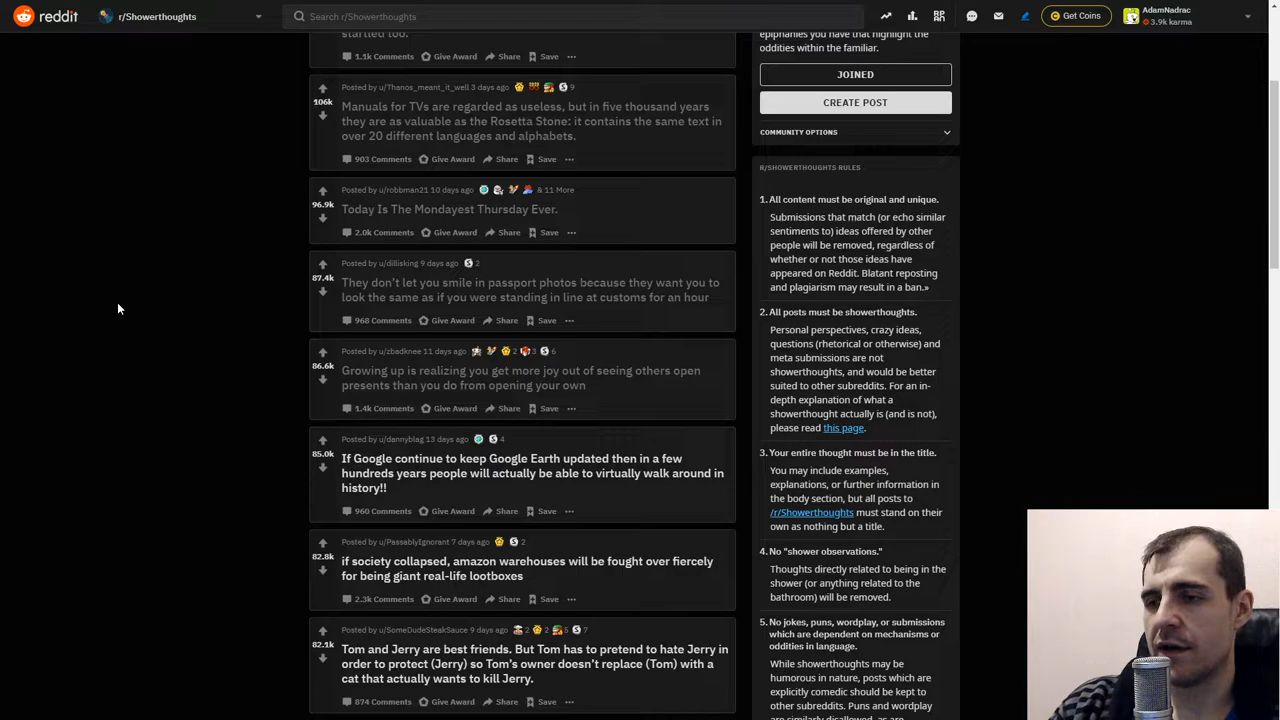 reddit
r/Showerthoughts
Search r/Showerthoughts
Get Coins
AdamNadrac
3.9k karma
started too.
1.1k Comments Give Award Share Save
Posted by u/Thanos_meant_it_well 3 days ago 9
106k
Manuals for TVs are regarded as useless, but in five thousand years
they are as valuable as the Rosetta Stone: it contains the same text in
over 20 different languages and alphabets.
903 Comments Give Award Share Save
Posted by u/robbman21 10 days ago & 11 More
96.9k
Today Is The Mondayest Thursday Ever.
2.0k Comments Give Award Share Save
Posted by u/dillisking 9 days ago 2
87.4k
They don't let you smile in passport photos because they want you to
look the same as if you were standing in line at customs for an hour
968 Comments Give Award Share Save
Posted by u/zbadknee 11 days ago 2 3 6
86.6k
Growing up is realizing you get more joy out of seeing others open
presents than you do from opening your own
1.4k Comments Give Award Share Save
Posted by u/dannyblag 13 days ago 4
85.0k
If Google continue to keep Google Earth updated then in a few
hundreds years people will actually be able to virtually walk around in
history!!
960 Comments Give Award Share Save
Posted by u/PassablyIgnorant 7 days ago 2
82.8k
if society collapsed, amazon warehouses will be fought over fiercely
for being giant real-life lootboxes
2.3k Comments Give Award Share Save
Posted by u/SomeDudeSteakSauce 9 days ago 2 2 5 7
82.1k
Tom and Jerry are best friends. But Tom has to pretend to hate Jerry in
order to protect (Jerry) so Tom's owner doesn't replace (Tom) with a
cat that actually wants to kill Jerry.
874 Comments Give Award Share Save
epiphanies you have that highlight the
oddities within the familiar.
JOINED
CREATE POST
COMMUNITY OPTIONS
R/SHOWERTHOUGHTS RULES
1. All content must be original and unique.
Submissions that match (or echo similar
sentiments to) ideas offered by other
people will be removed, regardless of
whether or not those ideas have
appeared on Reddit. Blatant reposting
and plagiarism may result in a ban.»
2. All posts must be showerthoughts.
Personal perspectives, crazy ideas,
questions (rhetorical or otherwise) and
meta submissions are not
showerthoughts, and would be better
suited to other subreddits. For an in-
depth explanation of what a
showerthought actually is (and is not),
please read this page.
3. Your entire thought must be in the title.
You may include examples,
explanations, or further information in
the body section, but all posts to
/r/Showerthoughts must stand on their
own as nothing but a title.
4. No "shower observations."
Thoughts directly related to being in the
shower (or anything related to the
bathroom) will be removed.
5. No jokes, puns, wordplay, or submissions
which are dependent on mechanisms or
oddities in language.
While showerthoughts may be
humorous in nature, posts which are
explicitly comedic should be kept to
other subreddits. Puns and wordplay
are similarly disallowed, as are